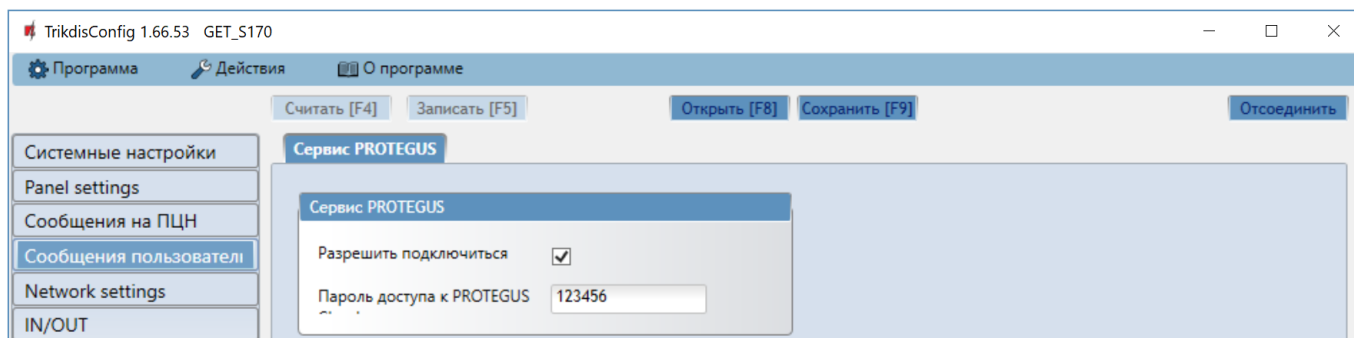 TrikdisConfig 1.66.53 GET_S170
Программа Действия О программе
Считать [F4] Записать [F5] Открыть [F8] Сохранить [F9] Отсоединить
Системные настройки
Panel settings
Сообщения на ПЦН
Сообщения пользовател
Network settings
IN/OUT
Сервис PROTEGUS
Сервис PROTEGUS
Разрешить подключиться
Пароль доступа к PROTEGUS 123456